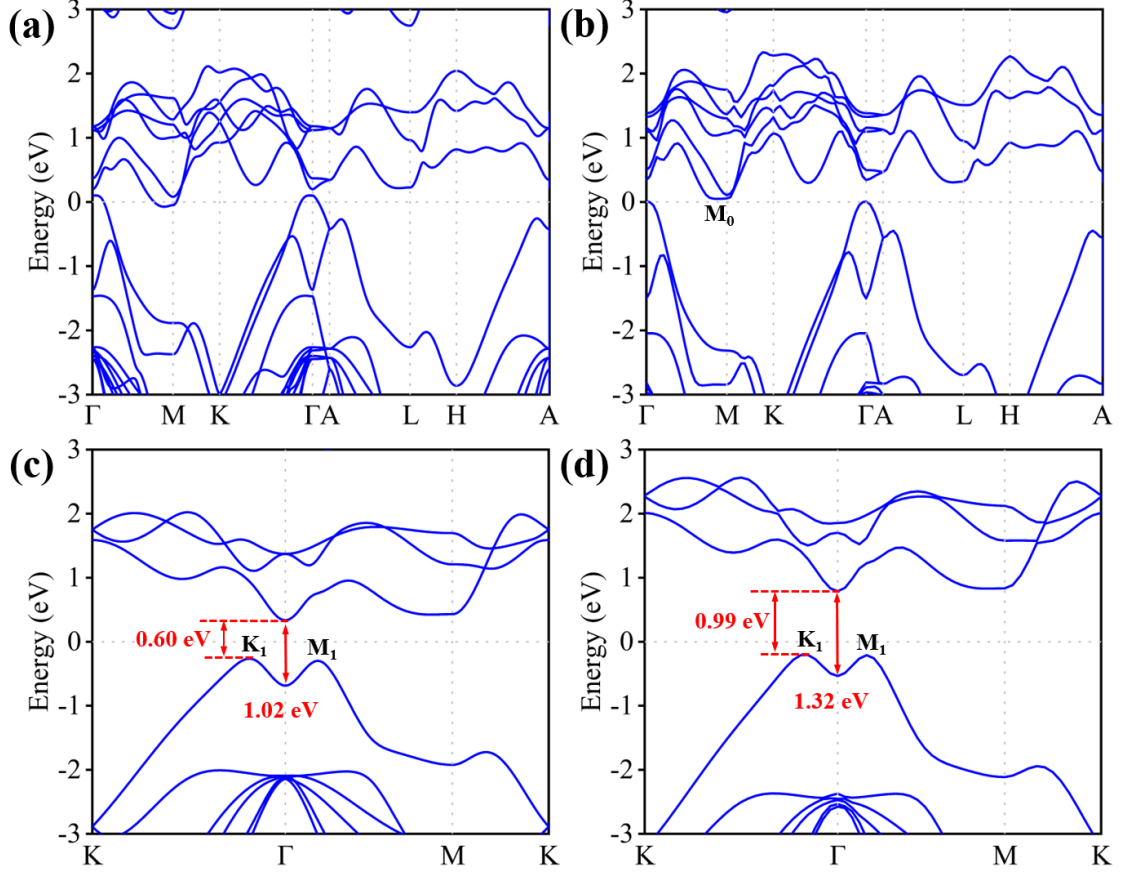 (a)
Energy (eV)
3
2
1
0
-1
-2
-3
Γ M K Γ A L H A
(b)
Energy (eV)
3
2
1
0
-1
-2
-3
M₀
Γ M K Γ A L H A
(c)
Energy (eV)
3
2
1
0
-1
-2
-3
0.60 eV
K₁
M₁
1.02 eV
K Γ M K
(d)
Energy (eV)
3
2
1
0
-1
-2
-3
0.99 eV
K₁
M₁
1.32 eV
K Γ M K